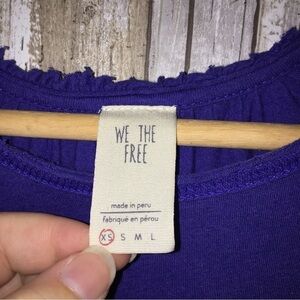 WE THE
FREE
made in peru
fabriqué en pérou
XS S M L